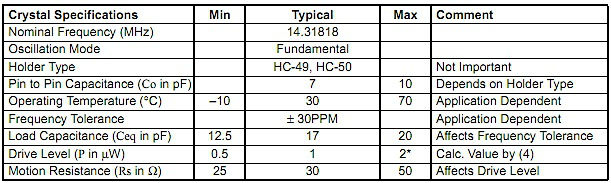 Crystal Specifications Min Typical Max Comment
Nominal Frequency (MHz) 14.31818
Oscillation Mode Fundamental
Holder Type HC-49, HC-50 Not Important
Pin to Pin Capacitance (Co in pF) 7 10 Depends on Holder Type
Operating Temperature (°C) –10 30 70 Application Dependent
Frequency Tolerance ± 30PPM Application Dependent
Load Capacitance (Ceq in pF) 12.5 17 20 Affects Frequency Tolerance
Drive Level (P in µW) 0.5 1 2* Calc. Value by (4)
Motion Resistance (Rs in Ω) 25 30 50 Affects Drive Level